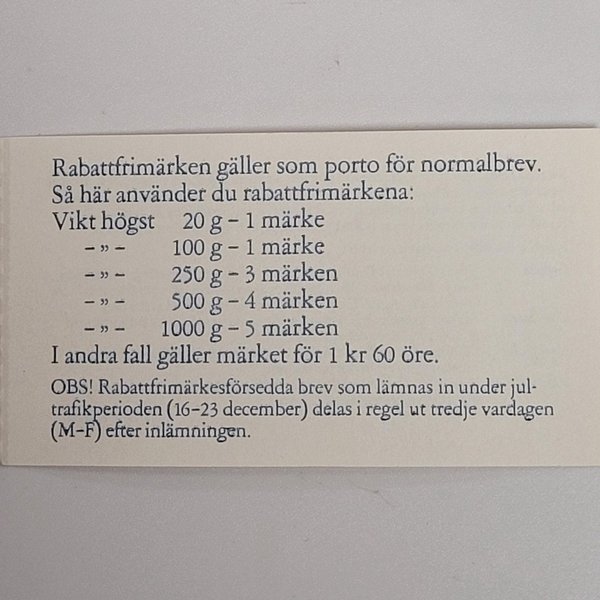 Rabattfrimärken gäller som porto för normalbrev.
Så här använder du rabattfrimärkena:
Vikt högst 20 g – 1 märke
– ” – 100 g – 1 märke
– ” – 250 g – 3 märken
– ” – 500 g – 4 märken
– ” – 1000 g – 5 märken
I andra fall gäller märket för 1 kr 60 öre.
OBS! Rabattfrimärkesförsedda brev som lämnas in under jul-
trafikperioden (16–23 december) delas i regel ut tredje vardagen
(M–F) efter inlämningen.